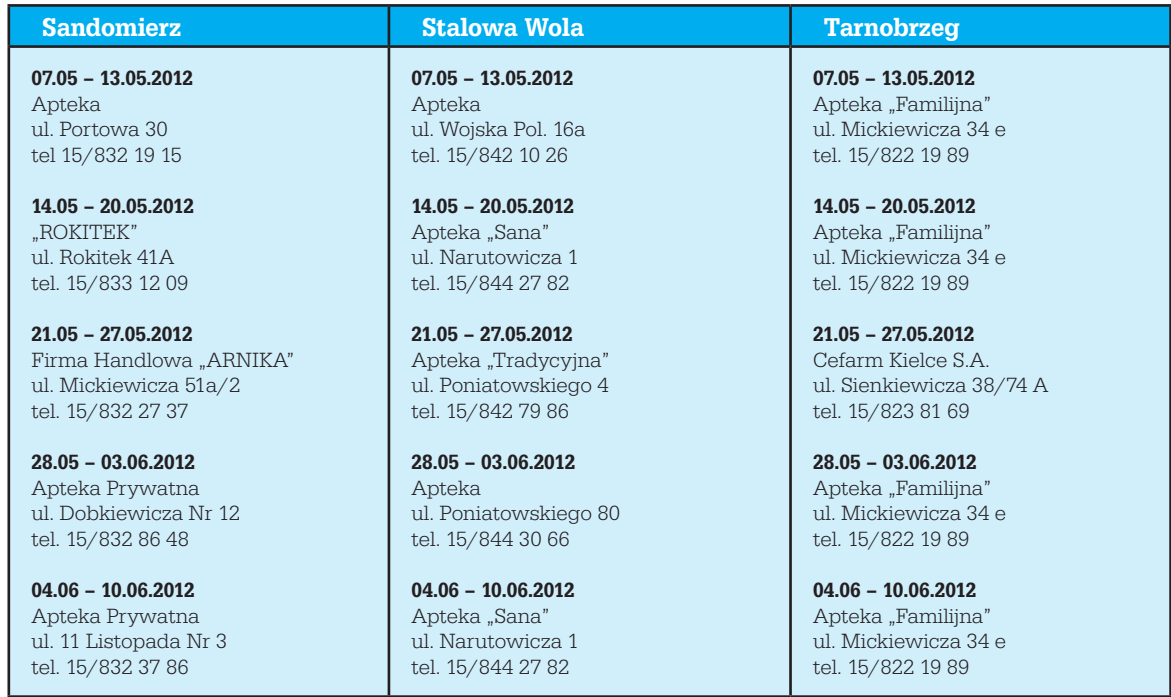 Sandomierz
07.05 – 13.05.2012
Apteka
ul. Portowa 30
tel 15/832 19 15
14.05 – 20.05.2012
„ROKITEK”
ul. Rokitek 41A
tel. 15/833 12 09
21.05 – 27.05.2012
Firma Handlowa „ARNIKA”
ul. Mickiewicza 51a/2
tel. 15/832 27 37
28.05 – 03.06.2012
Apteka Prywatna
ul. Dobkiewicza Nr 12
tel. 15/832 86 48
04.06 – 10.06.2012
Apteka Prywatna
ul. 11 Listopada Nr 3
tel. 15/832 37 86
Stalowa Wola
07.05 – 13.05.2012
Apteka
ul. Wojska Pol. 16a
tel. 15/842 10 26
14.05 – 20.05.2012
Apteka „Sana”
ul. Narutowicza 1
tel. 15/844 27 82
21.05 – 27.05.2012
Apteka „Tradycyjna”
ul. Poniatowskiego 4
tel. 15/842 79 86
28.05 – 03.06.2012
Apteka
ul. Poniatowskiego 80
tel. 15/844 30 66
04.06 – 10.06.2012
Apteka „Sana”
ul. Narutowicza 1
tel. 15/844 27 82
Tarnobrzeg
07.05 – 13.05.2012
Apteka „Familijna”
ul. Mickiewicza 34 e
tel. 15/822 19 89
14.05 – 20.05.2012
Apteka „Familijna”
ul. Mickiewicza 34 e
tel. 15/822 19 89
21.05 – 27.05.2012
Cefarm Kielce S.A.
ul. Sienkiewicza 38/74 A
tel. 15/823 81 69
28.05 – 03.06.2012
Apteka „Familijna”
ul. Mickiewicza 34 e
tel. 15/822 19 89
04.06 – 10.06.2012
Apteka „Familijna”
ul. Mickiewicza 34 e
tel. 15/822 19 89